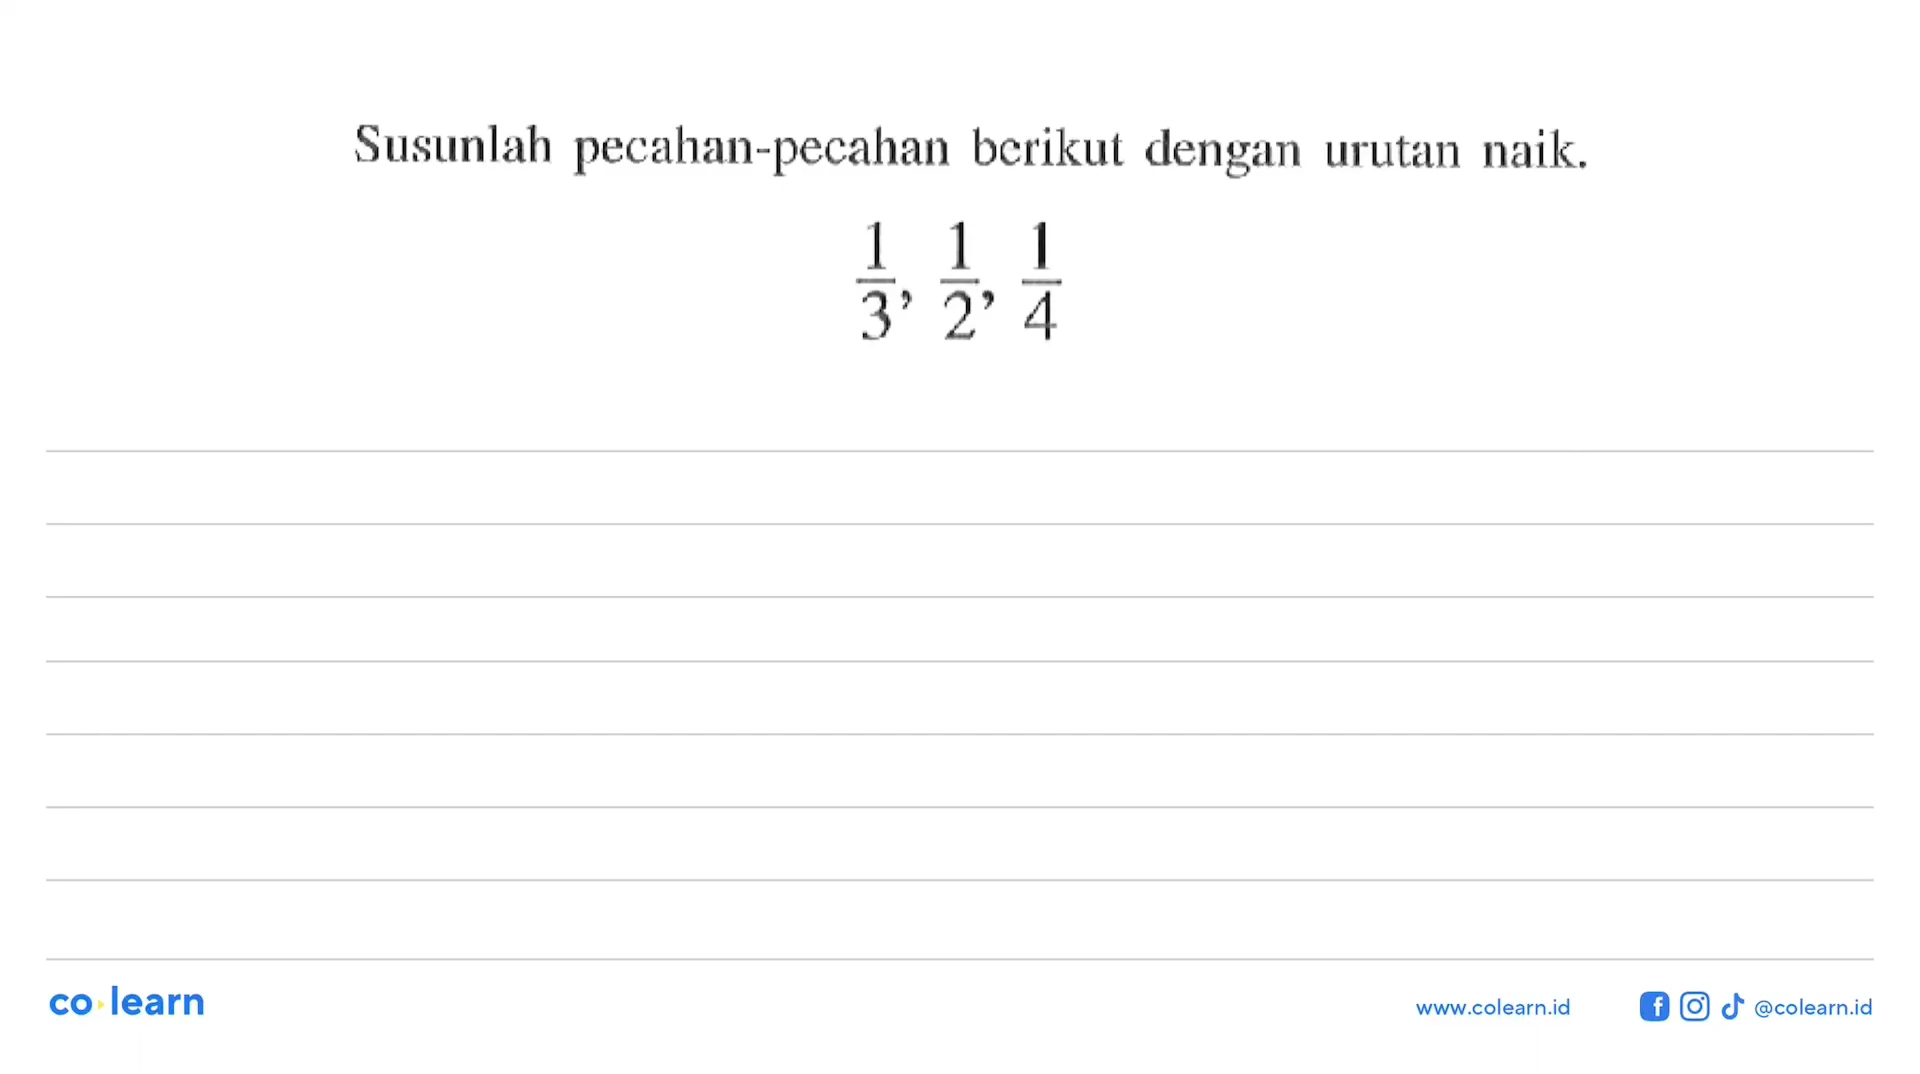 Susunlah pecahan-pecahan berikut dengan urutan naik.
1/3, 1/2, 1/4
co learn
www.colearn.id
@colearn.id